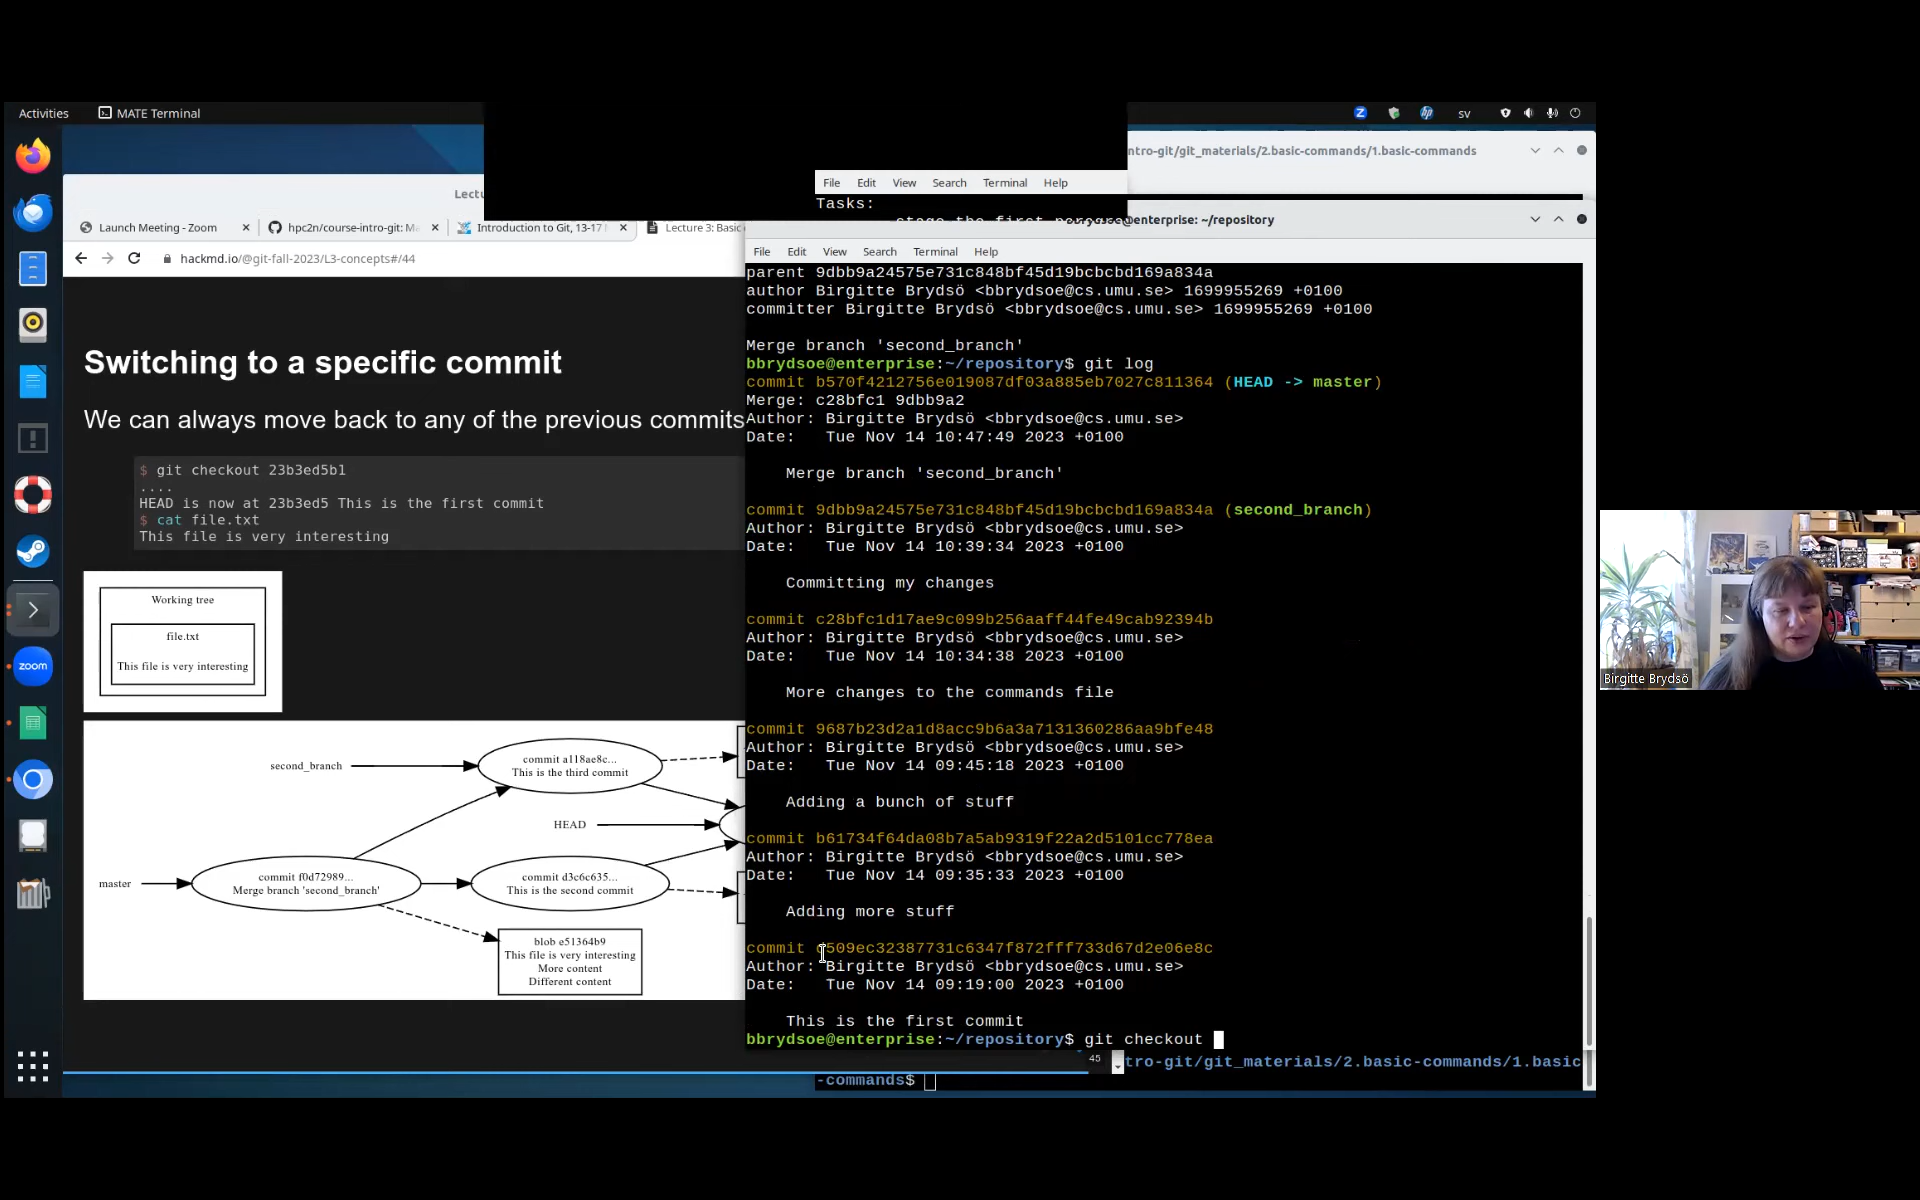 Activities
MATE Terminal
sv
ntro-git/git_materials/2.basic-commands/1.basic-commands
File Edit View Search Terminal Help
Tasks:
Launch Meeting - Zoom
hpc2n/course-intro-git:
Introduction to Git, 13-17
Lecture 3: Basic
hackmd.io/@git-fall-2023/L3-concepts#/44
Switching to a specific commit
We can always move back to any of the previous commits
$ git checkout 23b3ed5b1
....
HEAD is now at 23b3ed5 This is the first commit
$ cat file.txt
This file is very interesting
Working tree
file.txt
This file is very interesting
second_branch
commit a118ae8c...
This is the third commit
HEAD
master
commit f0d72989...
Merge branch 'second_branch'
commit d3c6c635...
This is the second commit
blob e51364b9
This file is very interesting
More content
Different content
@enterprise: ~/repository
File Edit View Search Terminal Help
parent 9dbb9a24575e731c848bf45d19bcbcbd169a834a
author Birgitte Brydsö <bbrydsoe@cs.umu.se> 1699955269 +0100
committer Birgitte Brydsö <bbrydsoe@cs.umu.se> 1699955269 +0100
Merge branch 'second_branch'
bbrydsoe@enterprise:~/repository$ git log
commit b570f4212756e019087df03a885eb7027c811364 (HEAD -> master)
Merge: c28bfc1 9dbb9a2
Author: Birgitte Brydsö <bbrydsoe@cs.umu.se>
Date:   Tue Nov 14 10:47:49 2023 +0100
Merge branch 'second_branch'
commit 9dbb9a24575e731c848bf45d19bcbcbd169a834a (second_branch)
Author: Birgitte Brydsö <bbrydsoe@cs.umu.se>
Date:   Tue Nov 14 10:39:34 2023 +0100
Committing my changes
commit c28bfc1d17ae9c099b256aaff44fe49cab92394b
Author: Birgitte Brydsö <bbrydsoe@cs.umu.se>
Date:   Tue Nov 14 10:34:38 2023 +0100
More changes to the commands file
commit 9687b23d2a1d8acc9b6a3a7131360286aa9bfe48
Author: Birgitte Brydsö <bbrydsoe@cs.umu.se>
Date:   Tue Nov 14 09:45:18 2023 +0100
Adding a bunch of stuff
commit b61734f64da08b7a5ab9319f22a2d5101cc778ea
Author: Birgitte Brydsö <bbrydsoe@cs.umu.se>
Date:   Tue Nov 14 09:35:33 2023 +0100
Adding more stuff
commit
Author: Birgitte Brydsö <bbrydsoe@cs.umu.se>
Date:   Tue Nov 14 09:19:00 2023 +0100
This is the first commit
bbrydsoe@enterprise:~/repository$ git checkout
45
tro-git/git_materials/2.basic-commands/1.basic
-commands$
zoom
Birgitte Brydsö